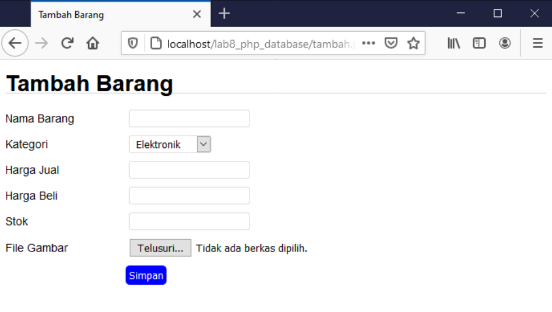 Tambah Barang
localhost/lab8_php_database/tambah.
Tambah Barang
Nama Barang
Kategori Elektronik
Harga Jual
Harga Beli
Stok
File Gambar Telusuri... Tidak ada berkas dipilih.
Simpan